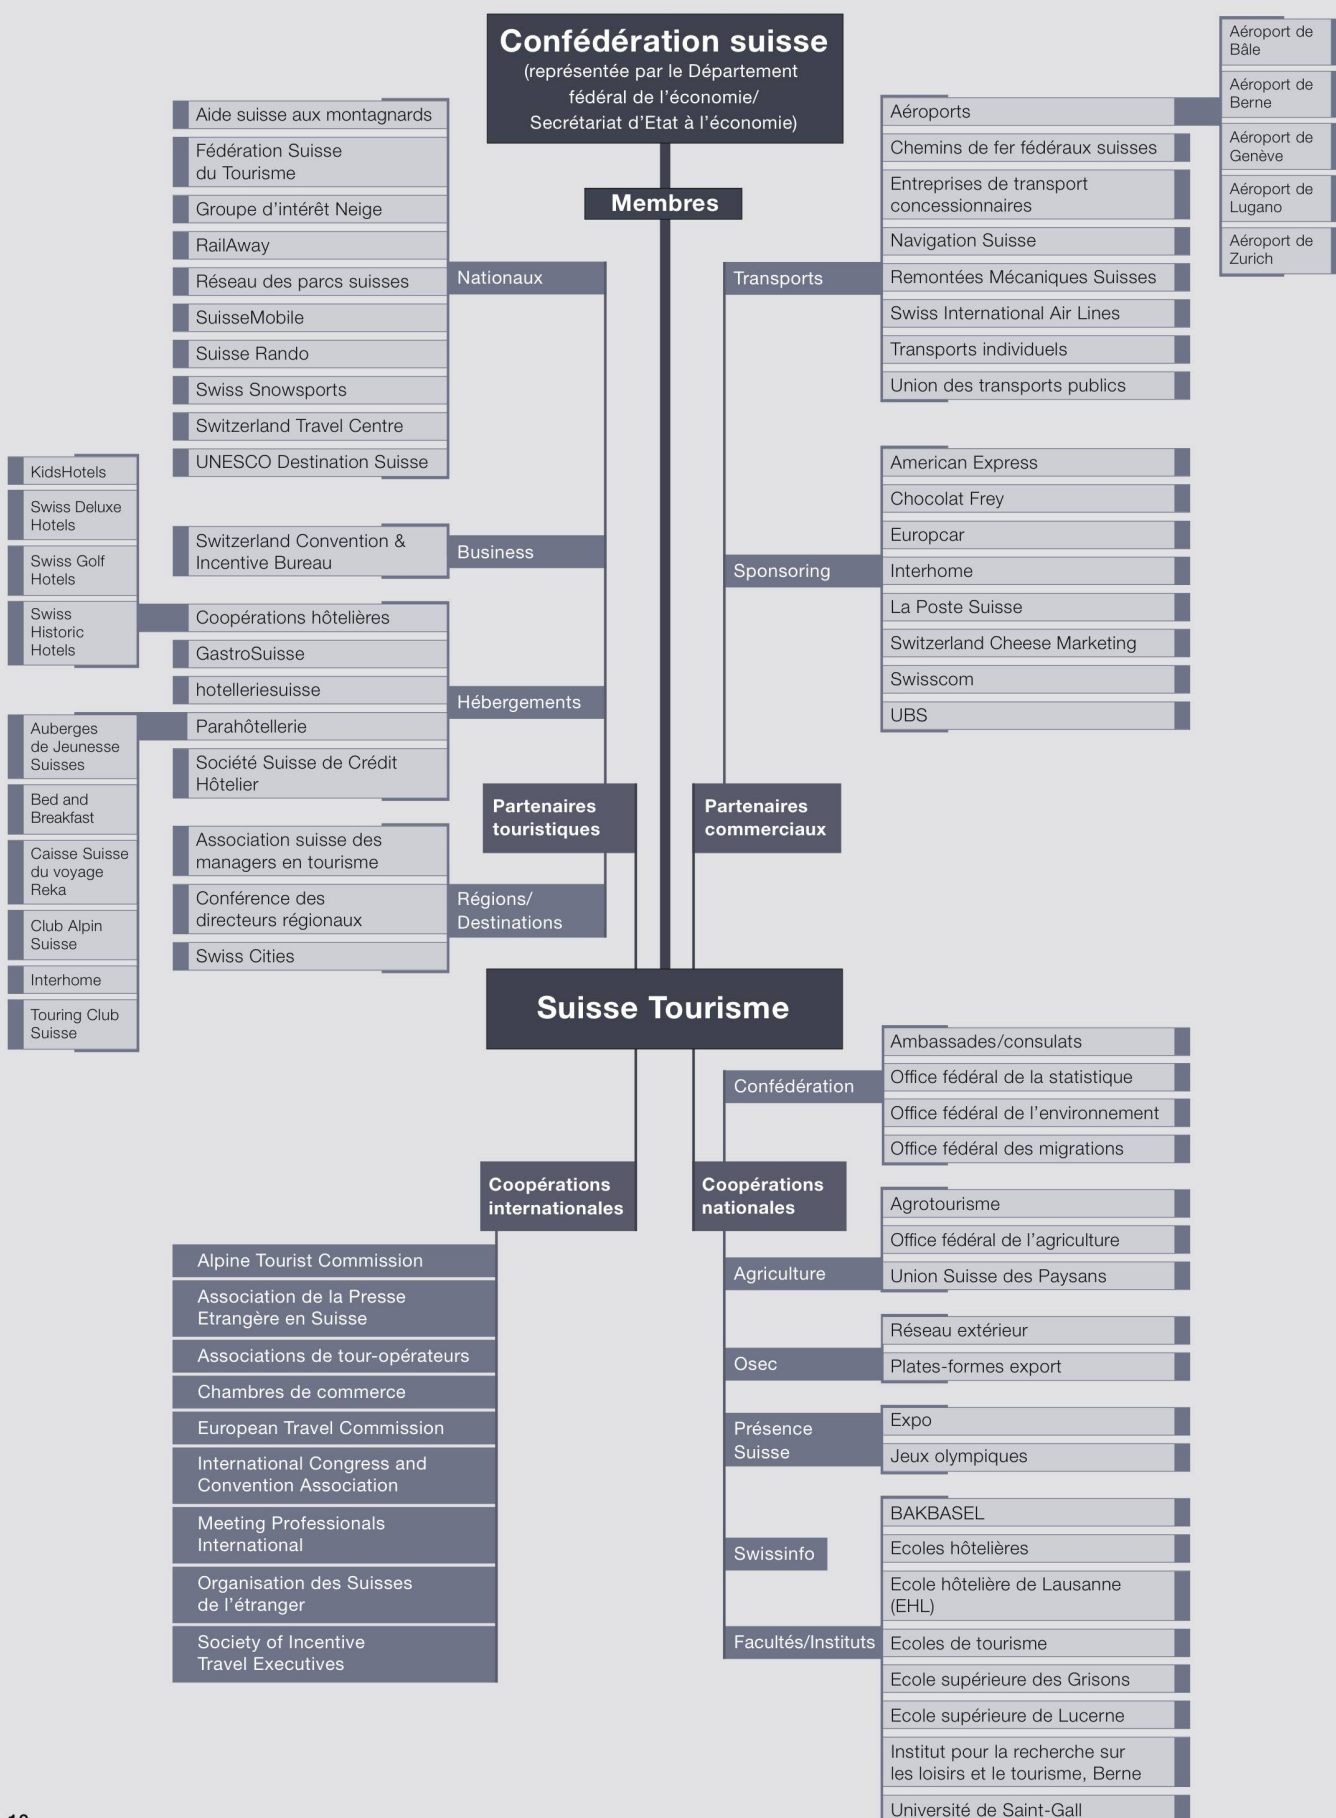 Confédération suisse
(représentée par le Département
fédéral de l'économie/
Secrétariat d'Etat à l'économie)
Membres
Aide suisse aux montagnards
Fédération Suisse
du Tourisme
Groupe d'intérêt Neige
RailAway
Réseau des parcs suisses
SuisseMobile
Suisse Rando
Swiss Snowsports
Switzerland Travel Centre
UNESCO Destination Suisse
Nationaux
Switzerland Convention &
Incentive Bureau
Business
KidsHotels
Swiss Deluxe
Hotels
Swiss Golf
Hotels
Swiss
Historic
Hotels
Coopérations hôtelières
GastroSuisse
hotelleriesuisse
Parahôtellerie
Société Suisse de Crédit
Hôtelier
Hébergements
Auberges
de Jeunesse
Suisses
Bed and
Breakfast
Caisse Suisse
du voyage
Reka
Club Alpin
Suisse
Interhome
Touring Club
Suisse
Association suisse des
managers en tourisme
Conférence des
directeurs régionaux
Swiss Cities
Régions/
Destinations
Partenaires
touristiques
Partenaires
commerciaux
Transports
Aéroports
Chemins de fer fédéraux suisses
Entreprises de transport
concessionnaires
Navigation Suisse
Remontées Mécaniques Suisses
Swiss International Air Lines
Transports individuels
Union des transports publics
Aéroport de
Bâle
Aéroport de
Berne
Aéroport de
Genève
Aéroport de
Lugano
Aéroport de
Zurich
Sponsoring
American Express
Chocolat Frey
Europcar
Interhome
La Poste Suisse
Switzerland Cheese Marketing
Swisscom
UBS
Suisse Tourisme
Coopérations
internationales
Alpine Tourist Commission
Association de la Presse
Etrangère en Suisse
Associations de tour-opérateurs
Chambres de commerce
European Travel Commission
International Congress and
Convention Association
Meeting Professionals
International
Organisation des Suisses
de l'étranger
Society of Incentive
Travel Executives
Coopérations
nationales
Confédération
Ambassades/consulats
Office fédéral de la statistique
Office fédéral de l'environnement
Office fédéral des migrations
Agriculture
Agrotourisme
Office fédéral de l'agriculture
Union Suisse des Paysans
Osec
Réseau extérieur
Plates-formes export
Présence
Suisse
Expo
Jeux olympiques
Swissinfo
Facultés/Instituts
BAKBASEL
Ecoles hôtelières
Ecole hôtelière de Lausanne
(EHL)
Ecoles de tourisme
Ecole supérieure des Grisons
Ecole supérieure de Lucerne
Institut pour la recherche sur
les loisirs et le tourisme, Berne
Université de Saint-Gall